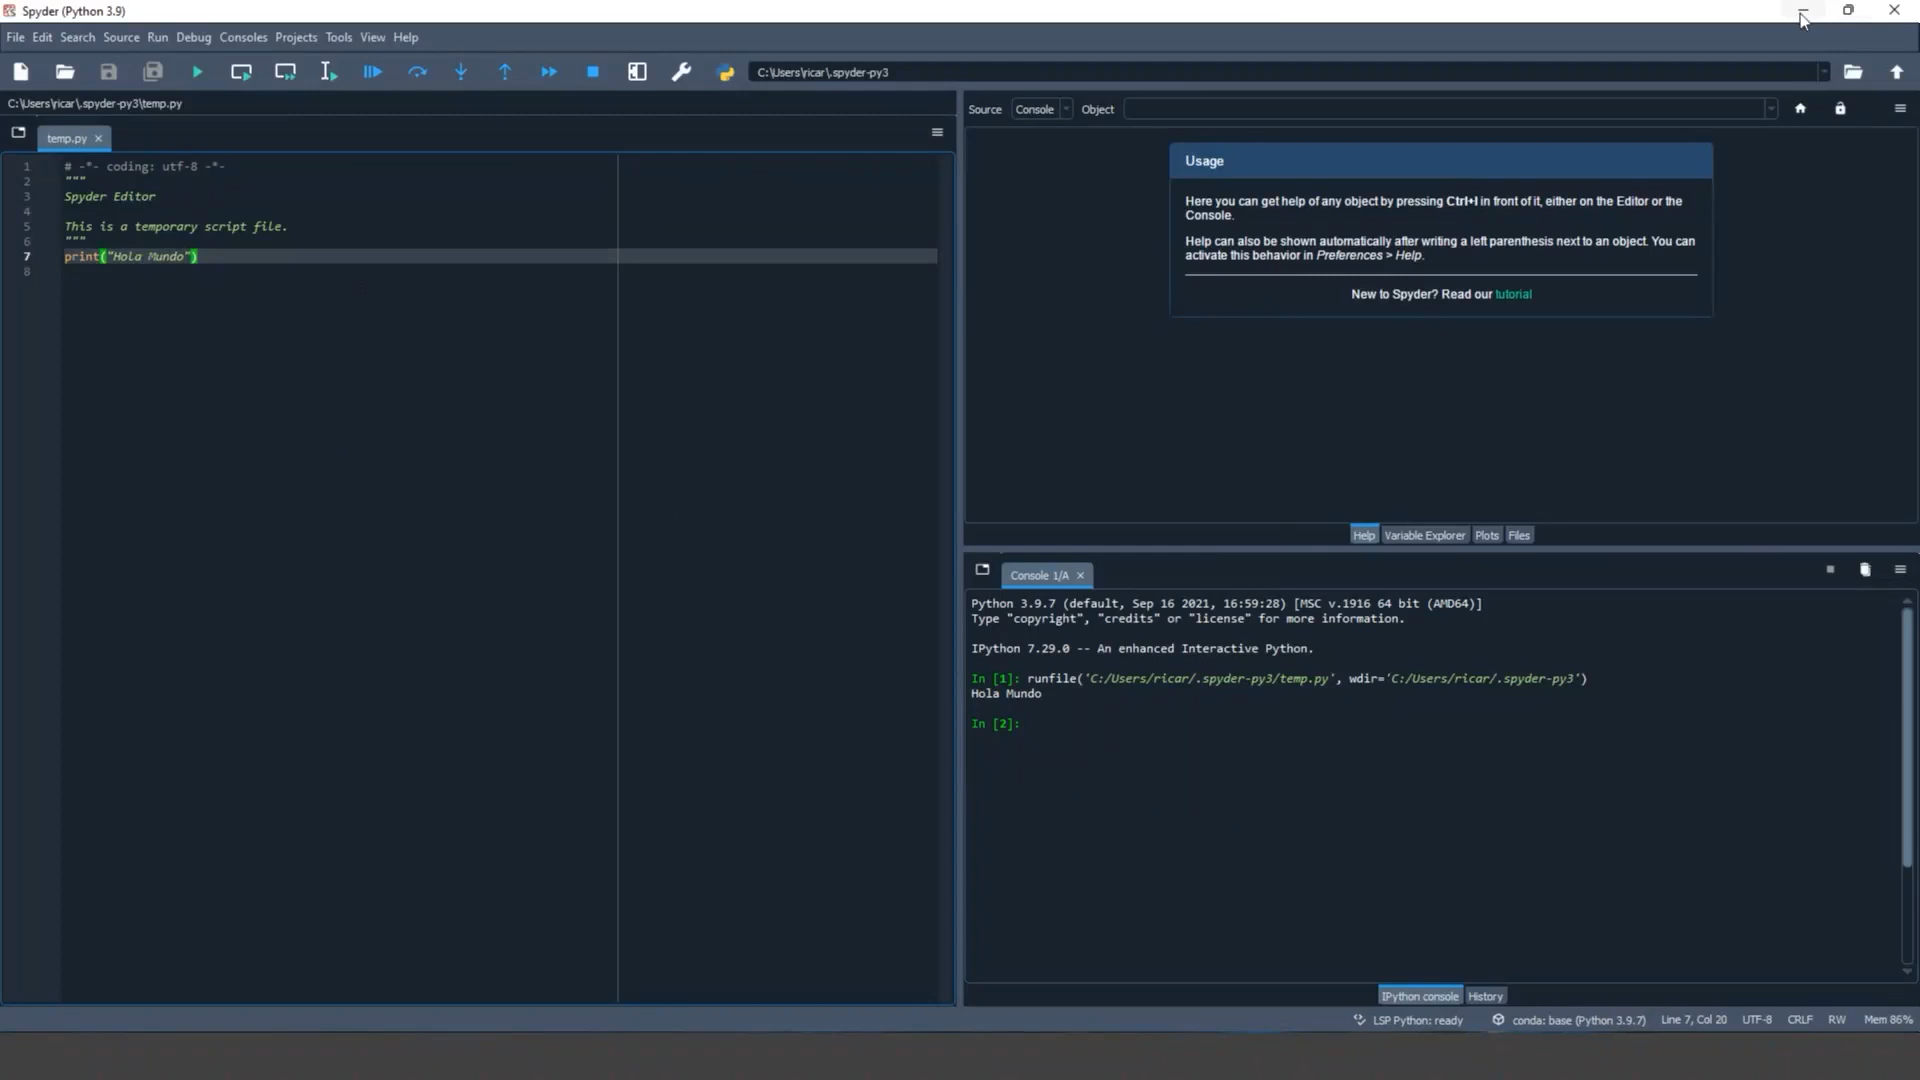 Spyder (Python 3.9)
File Edit Search Source Run Debug Consoles Projects Tools View Help
C:\Users\ricar\.spyder-py3
C:\Users\ricar\.spyder-py3\temp.py
temp.py
1 # -*- coding: utf-8 -*-
2 """
3 Spyder Editor
4
5 This is a temporary script file.
6 """
7 print("Hola Mundo")
8
Source Console Object
Usage
Here you can get help of any object by pressing Ctrl+I in front of it, either on the Editor or the
Console.
Help can also be shown automatically after writing a left parenthesis next to an object. You can
activate this behavior in Preferences > Help.
New to Spyder? Read our tutorial
Help Variable Explorer Plots Files
Console 1/A
Python 3.9.7 (default, Sep 16 2021, 16:59:28) [MSC v.1916 64 bit (AMD64)]
Type "copyright", "credits" or "license" for more information.
IPython 7.29.0 -- An enhanced Interactive Python.
In [1]: runfile('C:/Users/ricar/.spyder-py3/temp.py', wdir='C:/Users/ricar/.spyder-py3')
Hola Mundo
In [2]:
IPython console History
LSP Python: ready conda: base (Python 3.9.7) Line 7, Col 20 UTF-8 CRLF RW Mem 86%